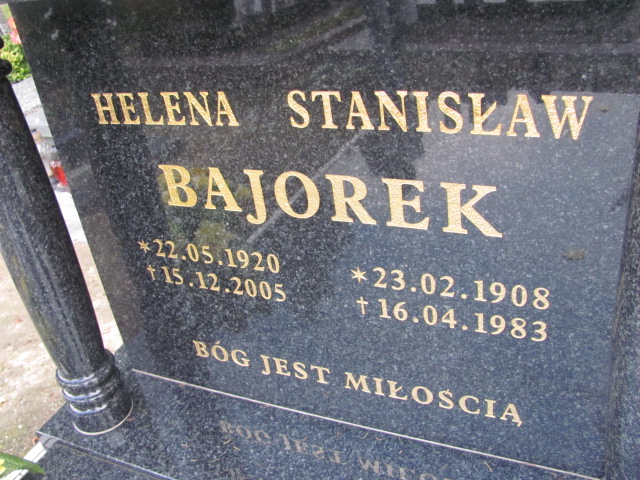 HELENA STANISŁAW
BAJOREK
*22.05.1920
†15.12.2005
*23.02.1908
†16.04.1983
BÓG JEST MIŁOŚCIĄ